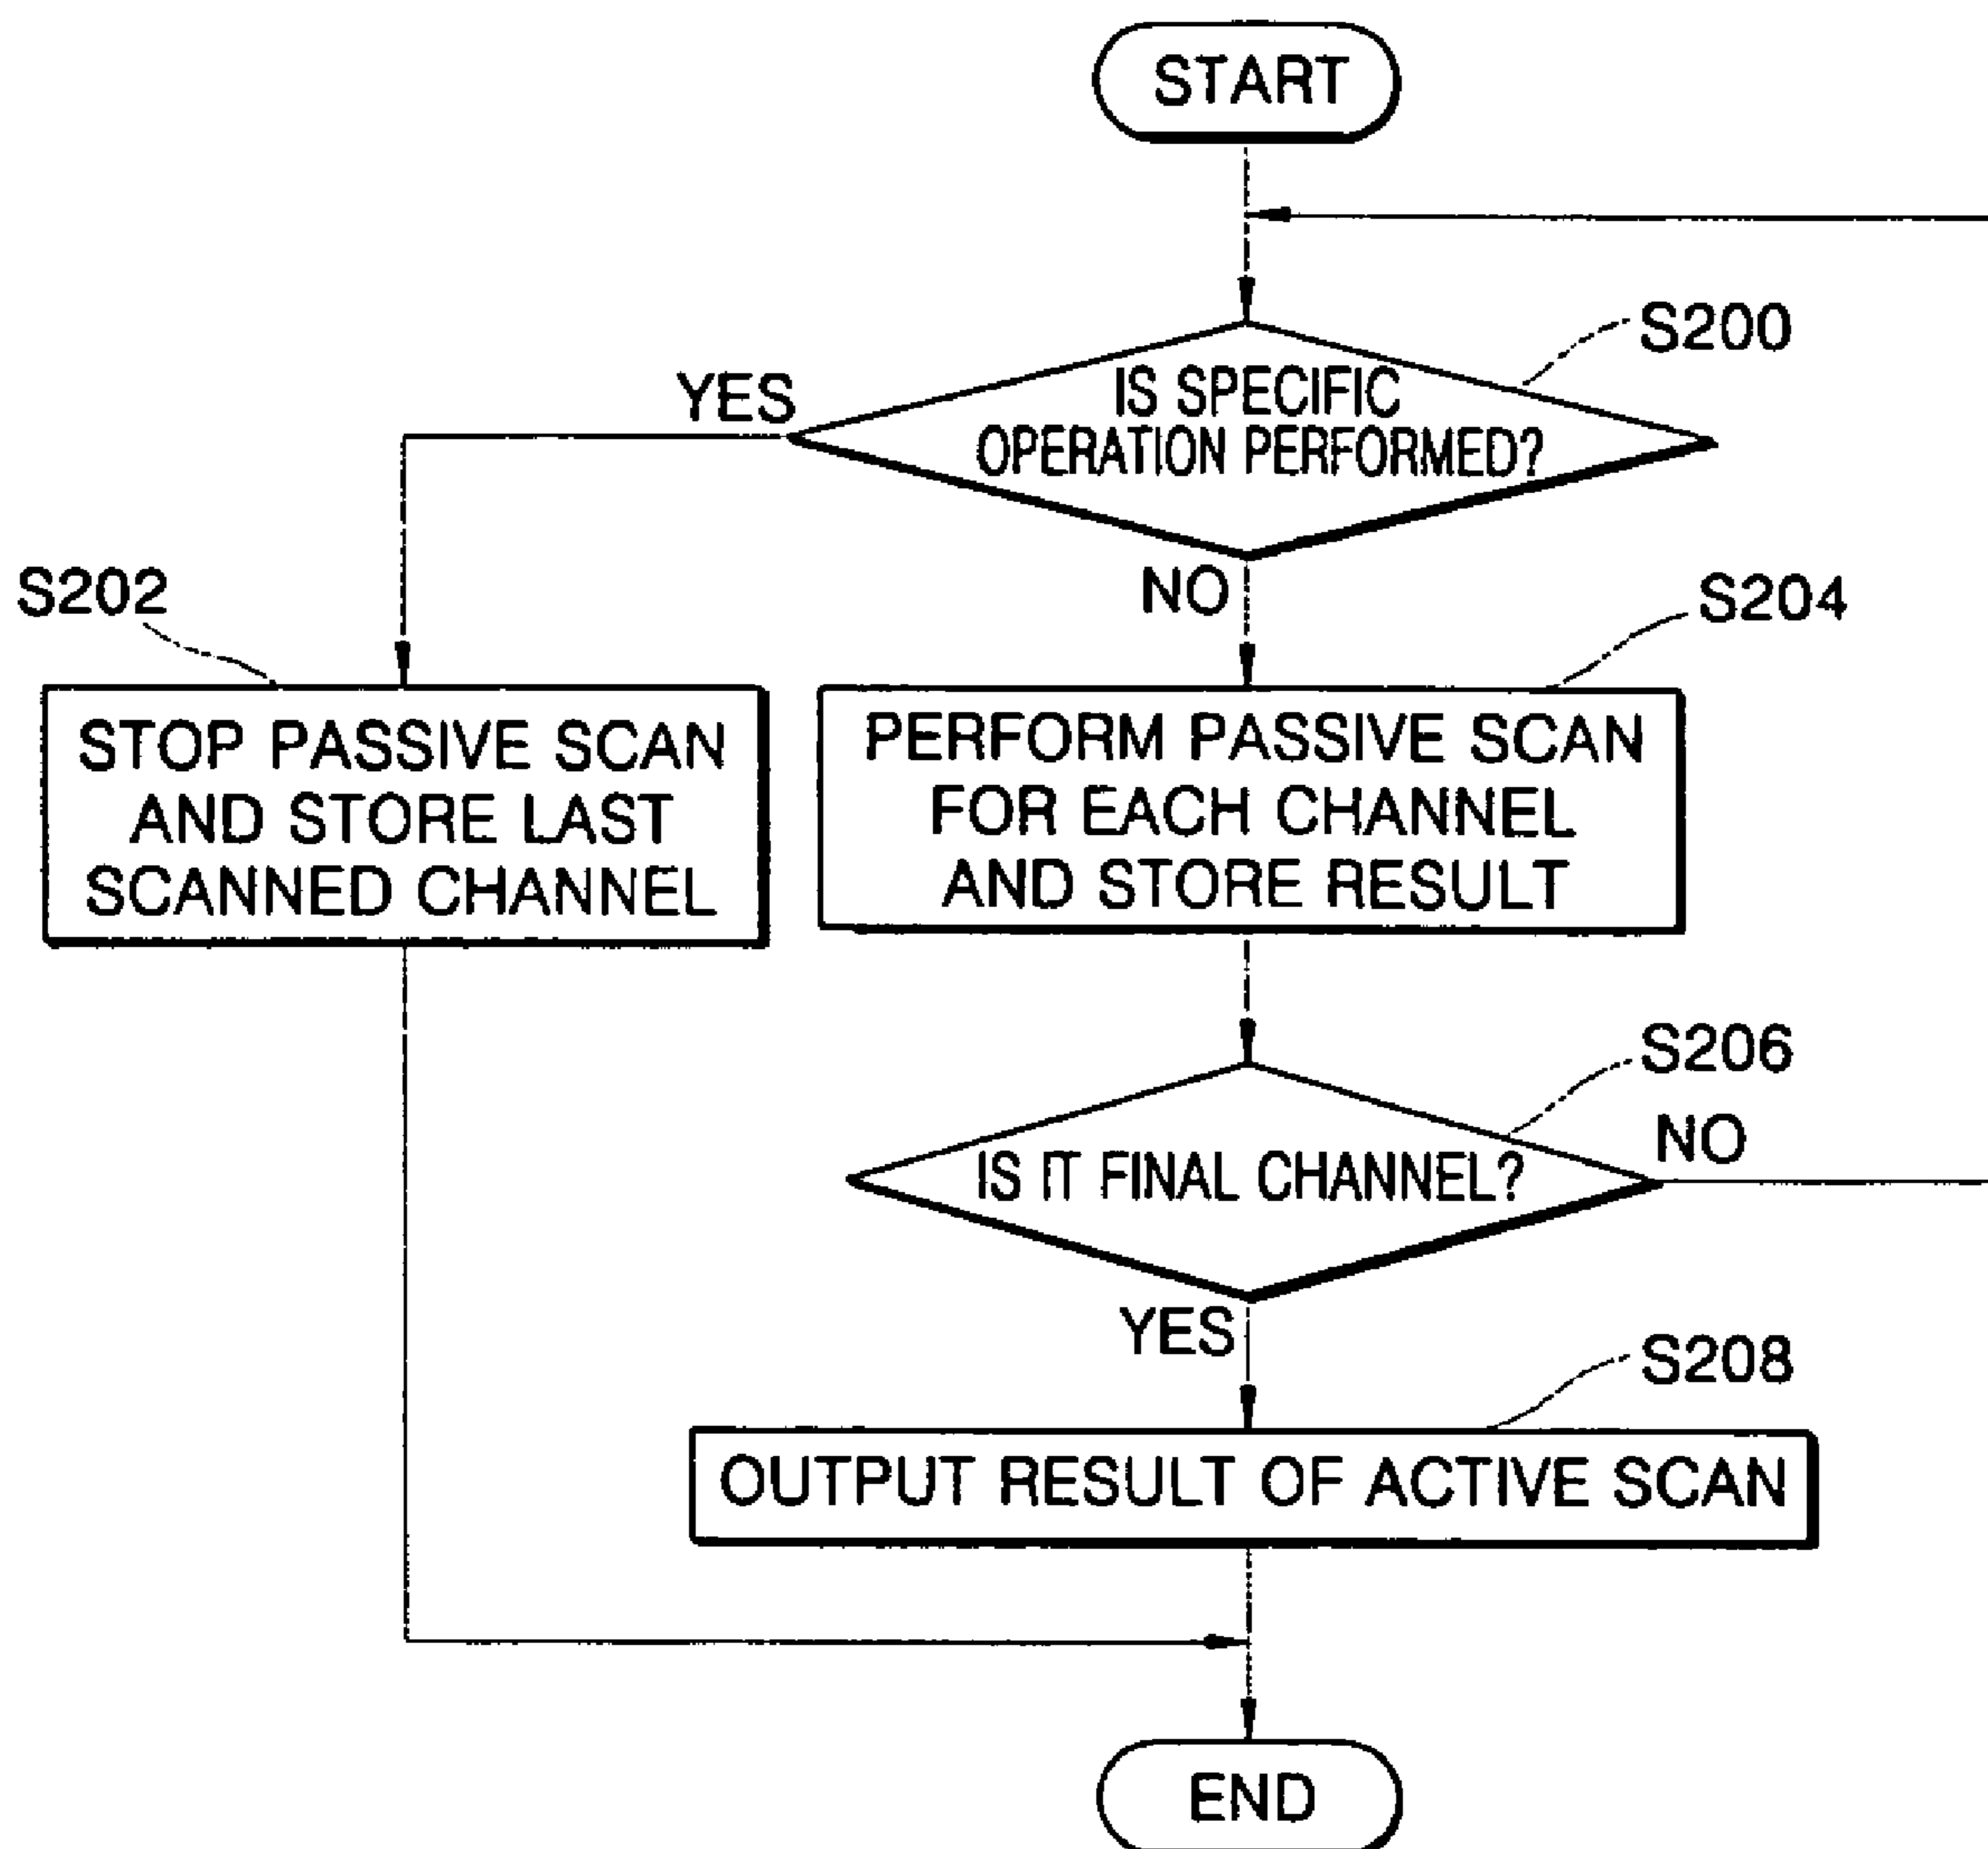 START
S200
YES
IS SPECIFIC
OPERATION PERFORMED?
NO
S202
S204
STOP PASSIVE SCAN
AND STORE LAST
SCANNED CHANNEL
PERFORM PASSIVE SCAN
FOR EACH CHANNEL
AND STORE RESULT
S206
NO
IS IT FINAL CHANNEL?
YES
S208
OUTPUT RESULT OF ACTIVE SCAN
END